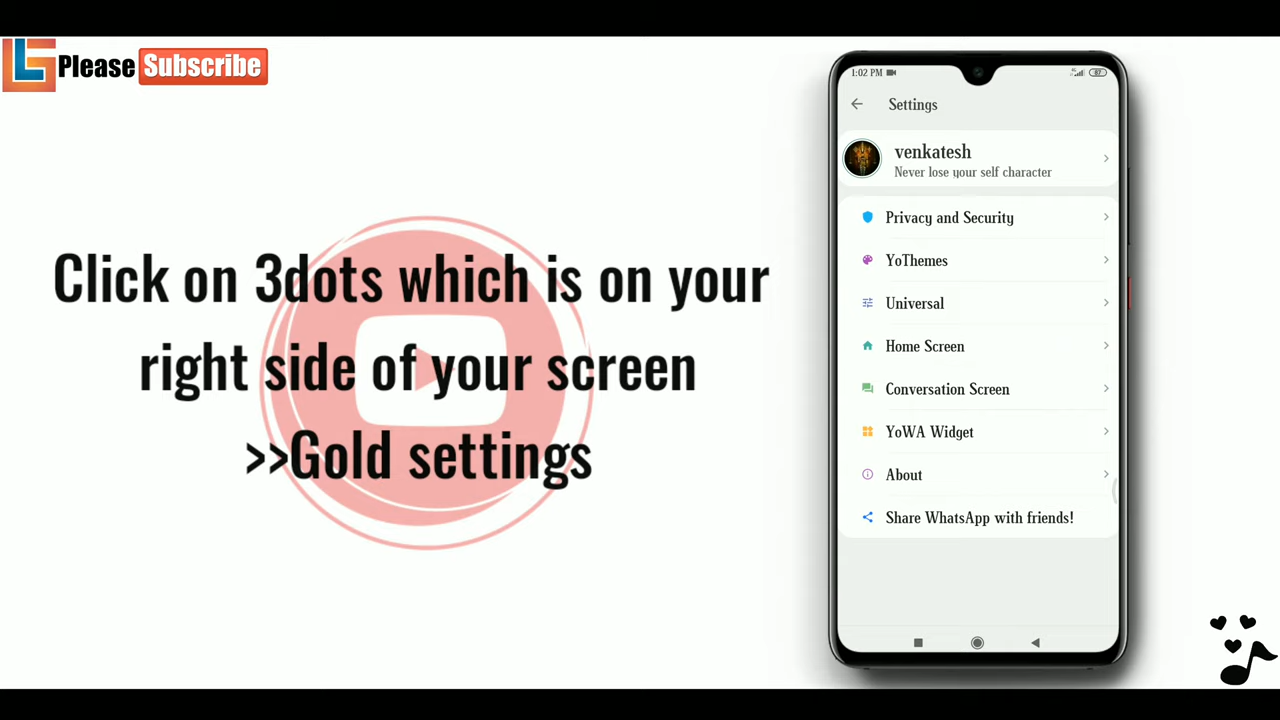 Please Subscribe
Click on 3dots which is on your
right side of your screen
>>Gold settings
1:02 PM
87
Settings
venkatesh
Never lose your self character
Privacy and Security
YoThemes
Universal
Home Screen
Conversation Screen
YoWA Widget
About
Share WhatsApp with friends!